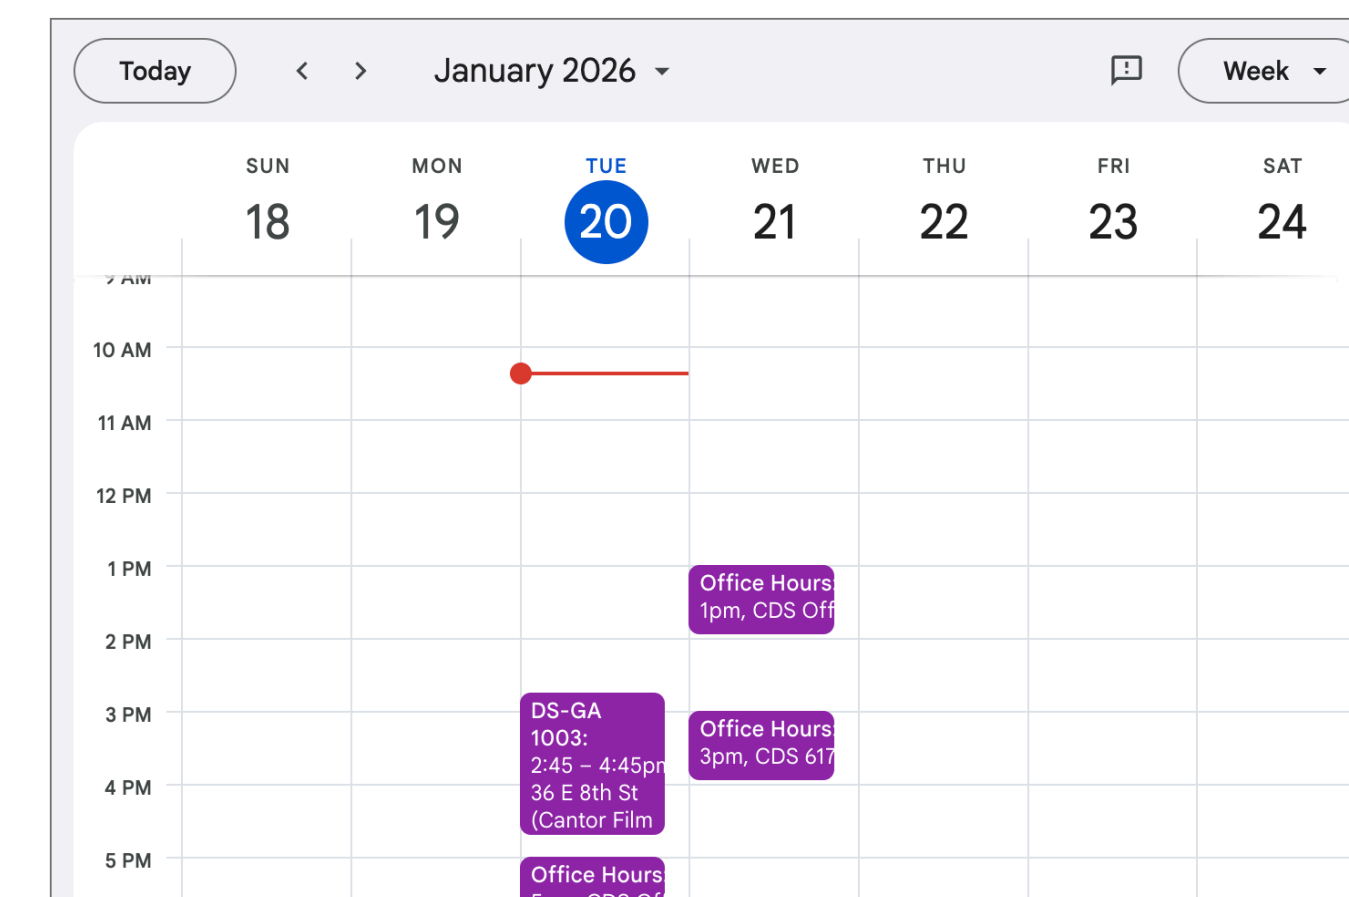 Today
January 2026
Week
SUN MON TUE WED THU FRI SAT
18 19 20 21 22 23 24
9 AM
10 AM
11 AM
12 PM
1 PM
Office Hours:
1pm, CDS Off
2 PM
DS-GA
1003:
2:45 – 4:45pm
36 E 8th St
(Cantor Film
3 PM
Office Hours:
3pm, CDS 617
4 PM
5 PM
Office Hours: